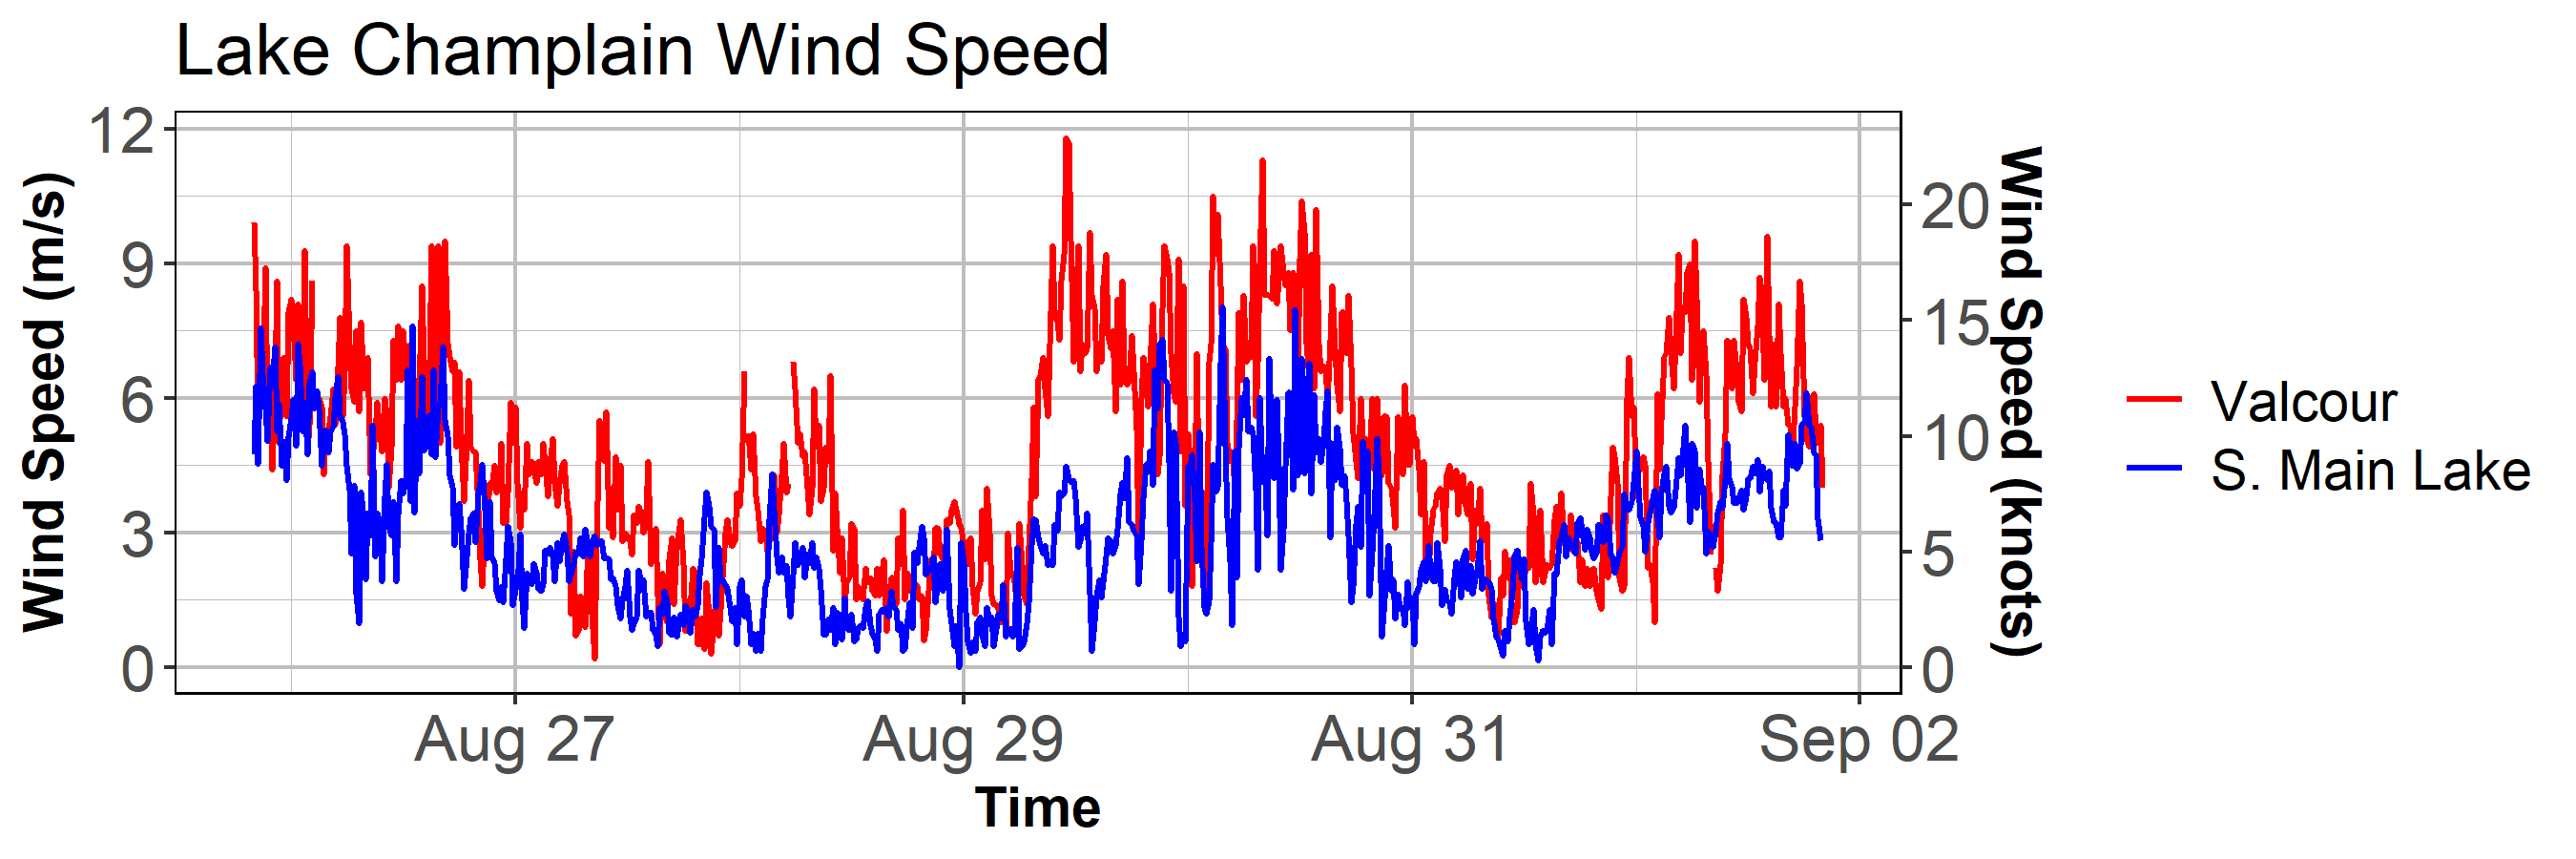 Lake Champlain Wind Speed
Wind Speed (m/s)
12
9
6
3
0
20
15
10
5
0
Wind Speed (knots)
Aug 27
Aug 29
Aug 31
Sep 02
Time
Valcour
S. Main Lake